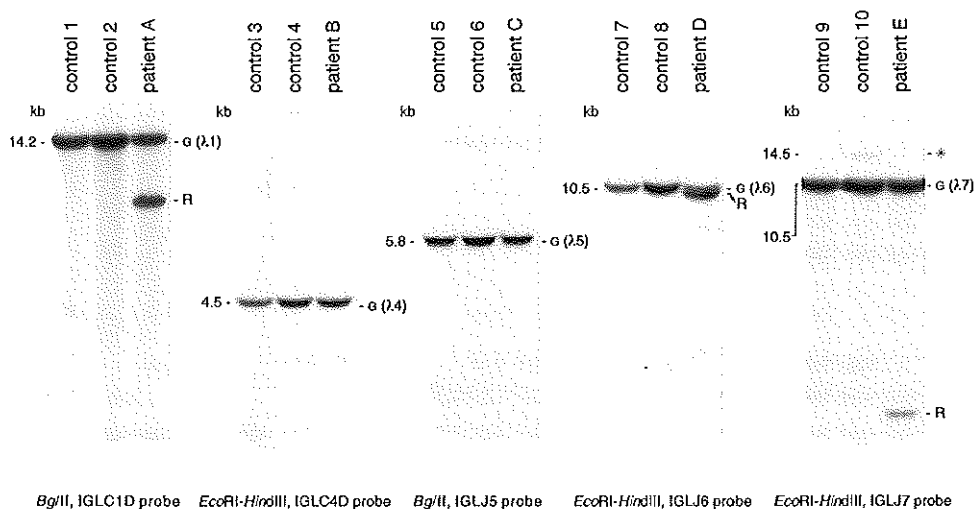 control 1
control 2
patient A
control 3
control 4
patient B
control 5
control 6
patient C
control 7
control 8
patient D
control 9
control 10
patient E
kb
14.2 - - G (λ1)
- R
kb
4.5 - - G (λ4)
kb
5.8 - - G (λ5)
kb
10.5 - - G (λ6)
R
kb
14.5 - - *
- G (λ7)
10.5
- R
BglII, IGLC1D probe
EcoRI-HindIII, IGLC4D probe
BglII, IGLJ5 probe
EcoRI-HindIII, IGLJ6 probe
EcoRI-HindIII, IGLJ7 probe